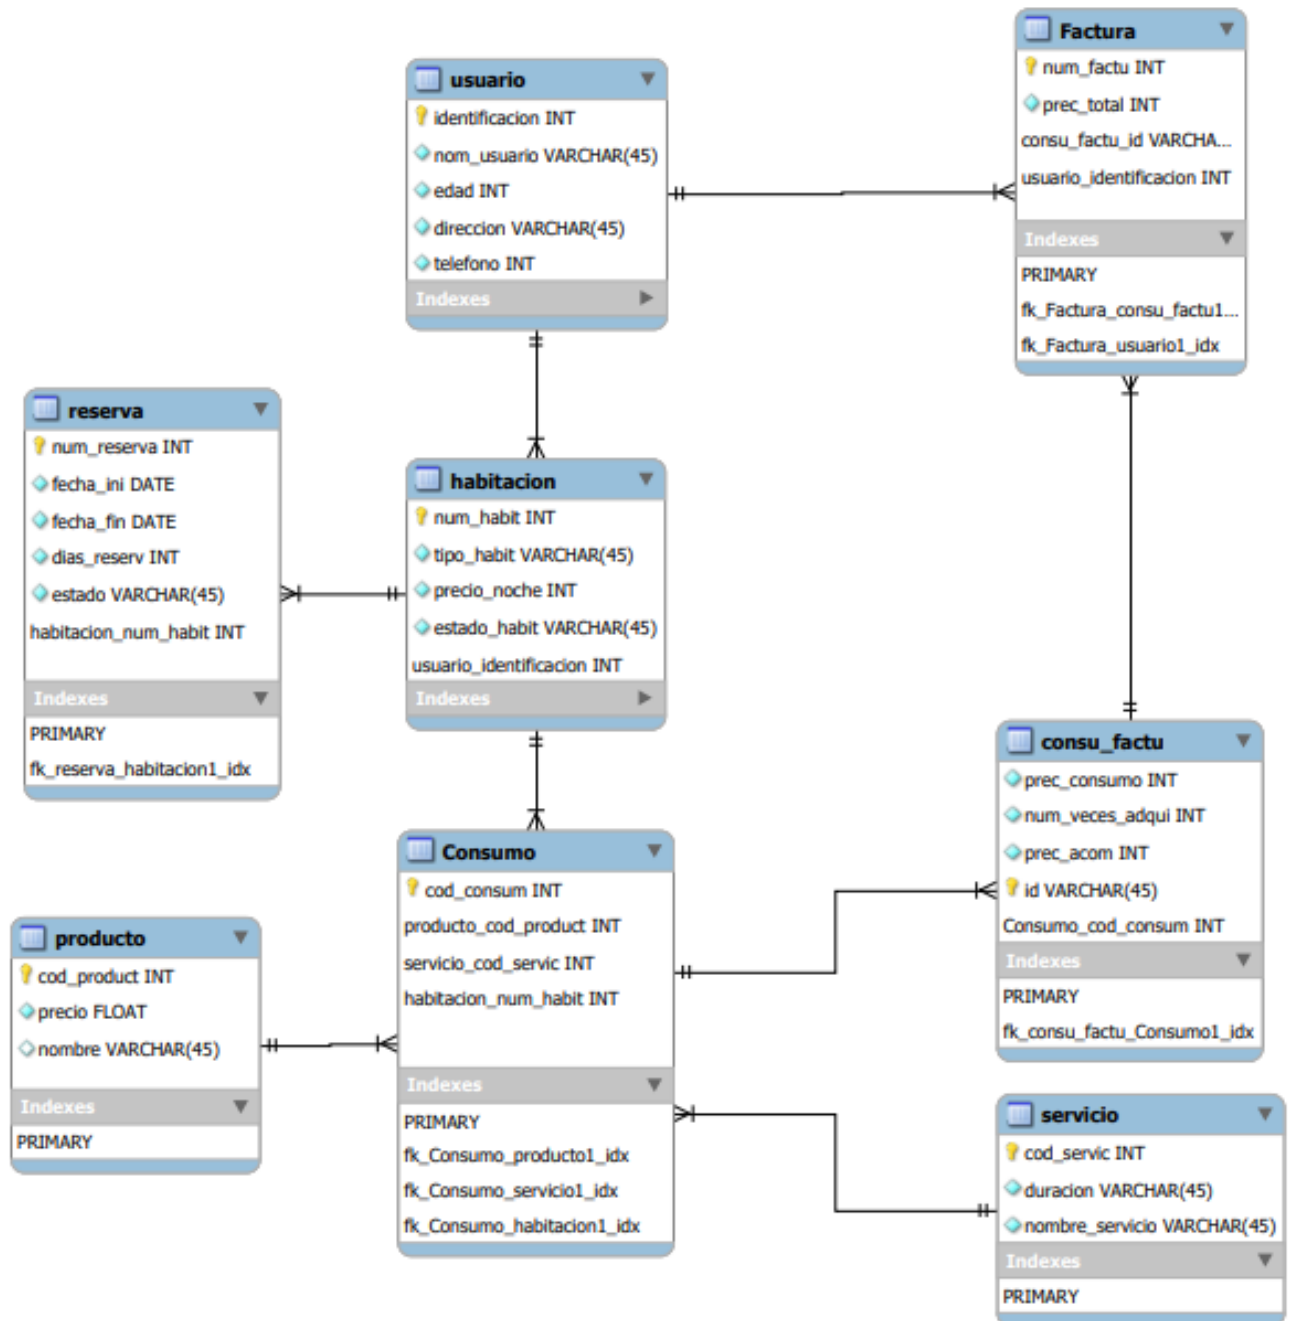 usuario
identificacion INT
nom_usuario VARCHAR(45)
edad INT
direccion VARCHAR(45)
telefono INT
Indexes
Factura
num_factu INT
prec_total INT
consu_factu_id VARCHA...
usuario_identificacion INT
Indexes
PRIMARY
fk_Factura_consu_factu1...
fk_Factura_usuario1_idx
reserva
num_reserva INT
fecha_ini DATE
fecha_fin DATE
dias_reserv INT
estado VARCHAR(45)
habitacion_num_habit INT
Indexes
PRIMARY
fk_reserva_habitacion1_idx
habitacion
num_habit INT
tipo_habit VARCHAR(45)
precio_noche INT
estado_habit VARCHAR(45)
usuario_identificacion INT
Indexes
consu_factu
prec_consumo INT
num_veces_adqui INT
prec_acom INT
id VARCHAR(45)
Consumo_cod_consum INT
Indexes
PRIMARY
fk_consu_factu_Consumo1_idx
Consumo
cod_consum INT
producto_cod_product INT
servicio_cod_servic INT
habitacion_num_habit INT
Indexes
PRIMARY
fk_Consumo_producto1_idx
fk_Consumo_servicio1_idx
fk_Consumo_habitacion1_idx
producto
cod_product INT
precio FLOAT
nombre VARCHAR(45)
Indexes
PRIMARY
servicio
cod_servic INT
duracion VARCHAR(45)
nombre_servicio VARCHAR(45)
Indexes
PRIMARY